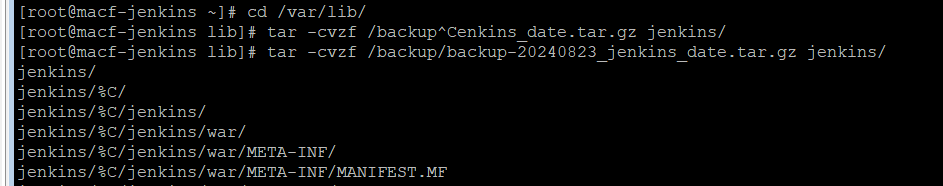 [root@macf-jenkins ~]# cd /var/lib/
[root@macf-jenkins lib]# tar -cvzf /backup^Cenkins_date.tar.gz jenkins/
[root@macf-jenkins lib]# tar -cvzf /backup/backup-20240823_jenkins_date.tar.gz jenkins/
jenkins/
jenkins/%C/
jenkins/%C/jenkins/
jenkins/%C/jenkins/war/
jenkins/%C/jenkins/war/META-INF/
jenkins/%C/jenkins/war/META-INF/MANIFEST.MF